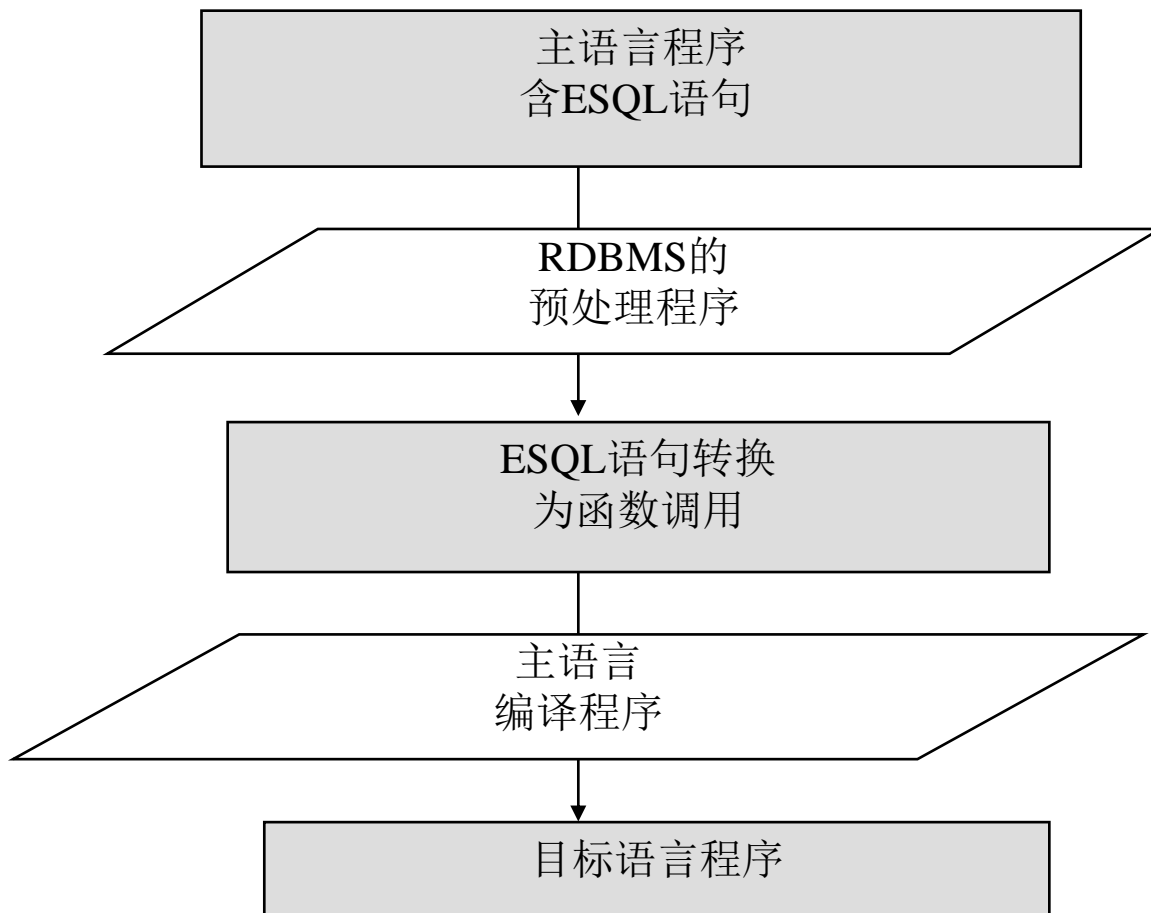 主语言程序
含ESQL语句
RDBMS的
预处理程序
ESQL语句转换
为函数调用
主语言
编译程序
目标语言程序